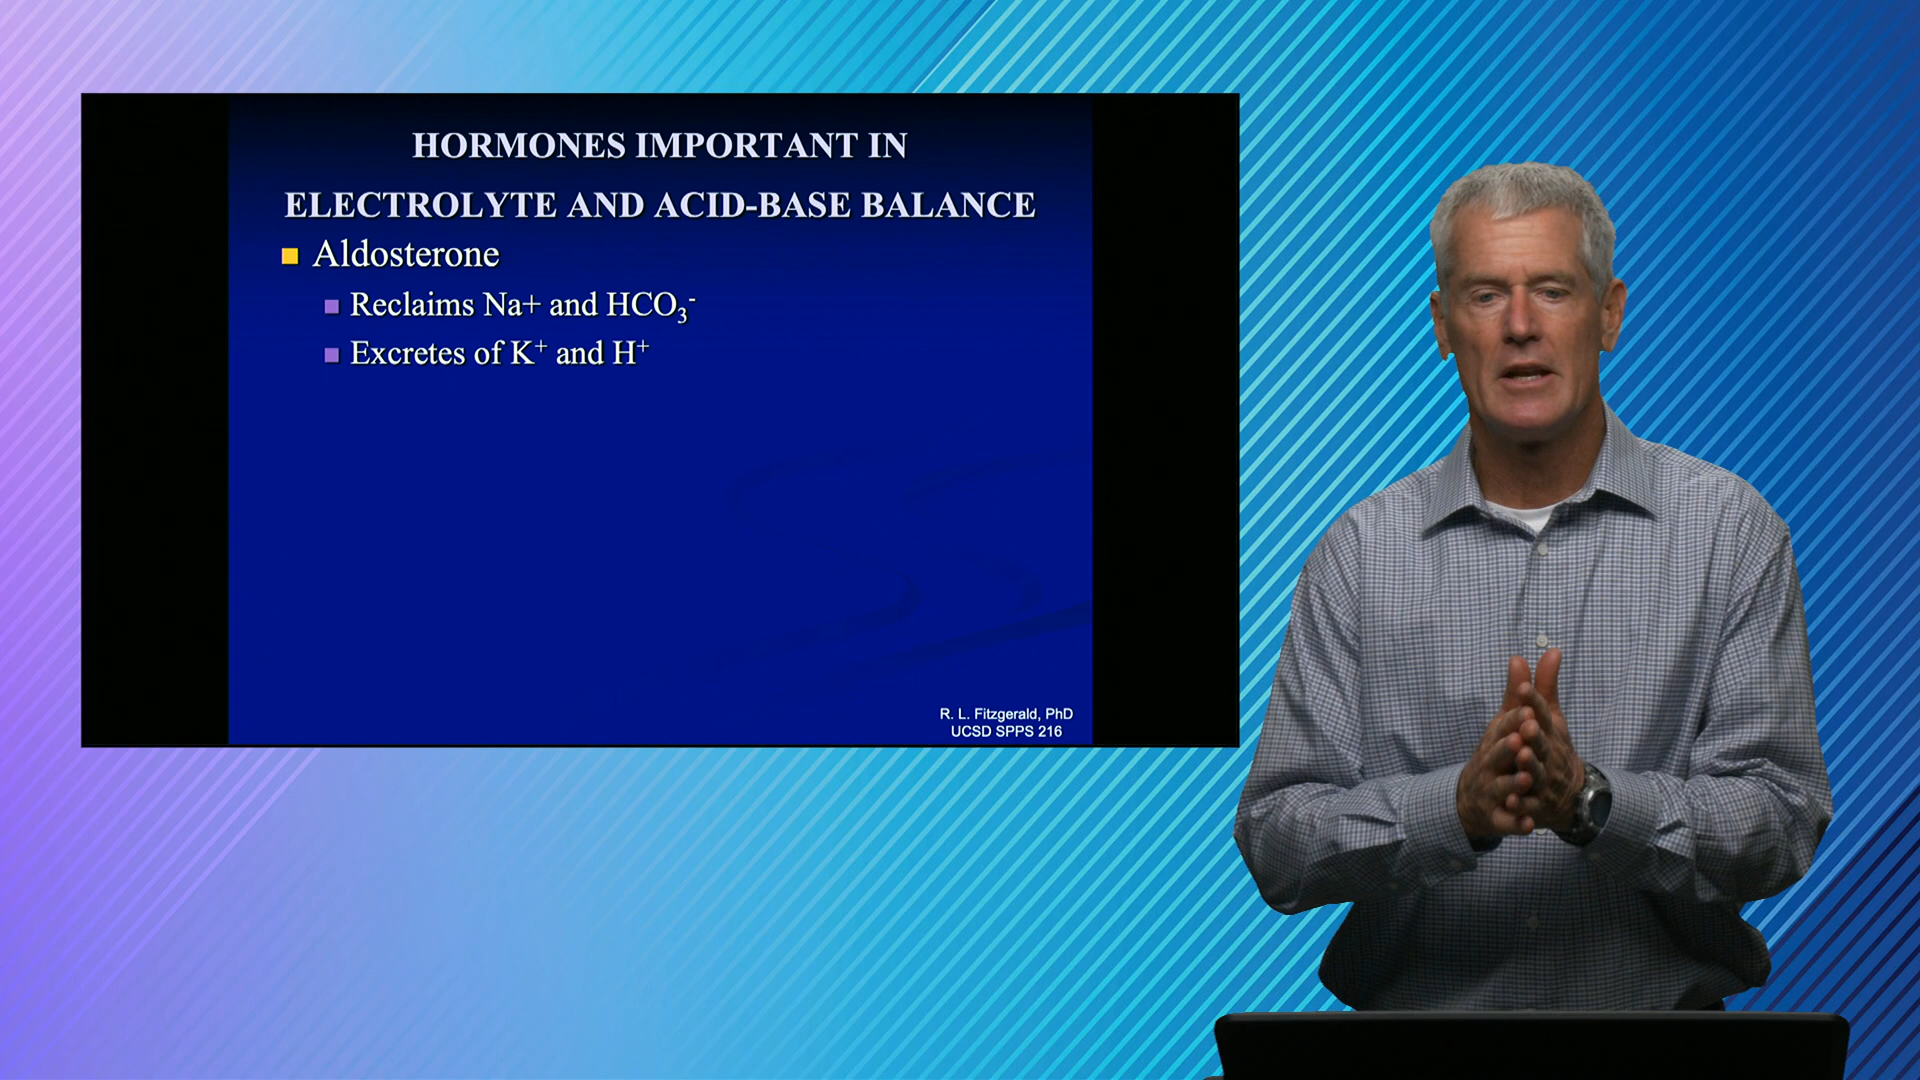 HORMONES IMPORTANT IN
ELECTROLYTE AND ACID-BASE BALANCE
Aldosterone
Reclaims Na+ and HCO₃⁻
Excretes of K⁺ and H⁺
R. L. Fitzgerald, PhD
UCSD SPPS 216